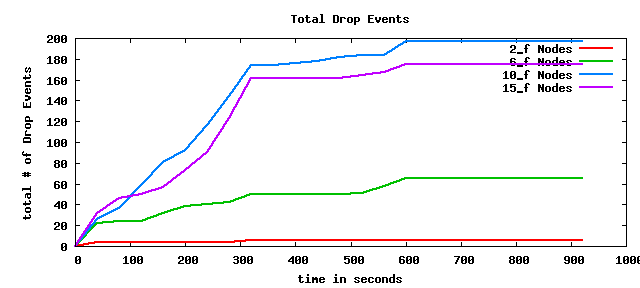 Total Drop Events
total # of Drop Events
200
180
160
140
120
100
80
60
40
20
0
2_f Nodes
6_f Nodes
10_f Nodes
15_f Nodes
0 100 200 300 400 500 600 700 800 900 1000
time in seconds